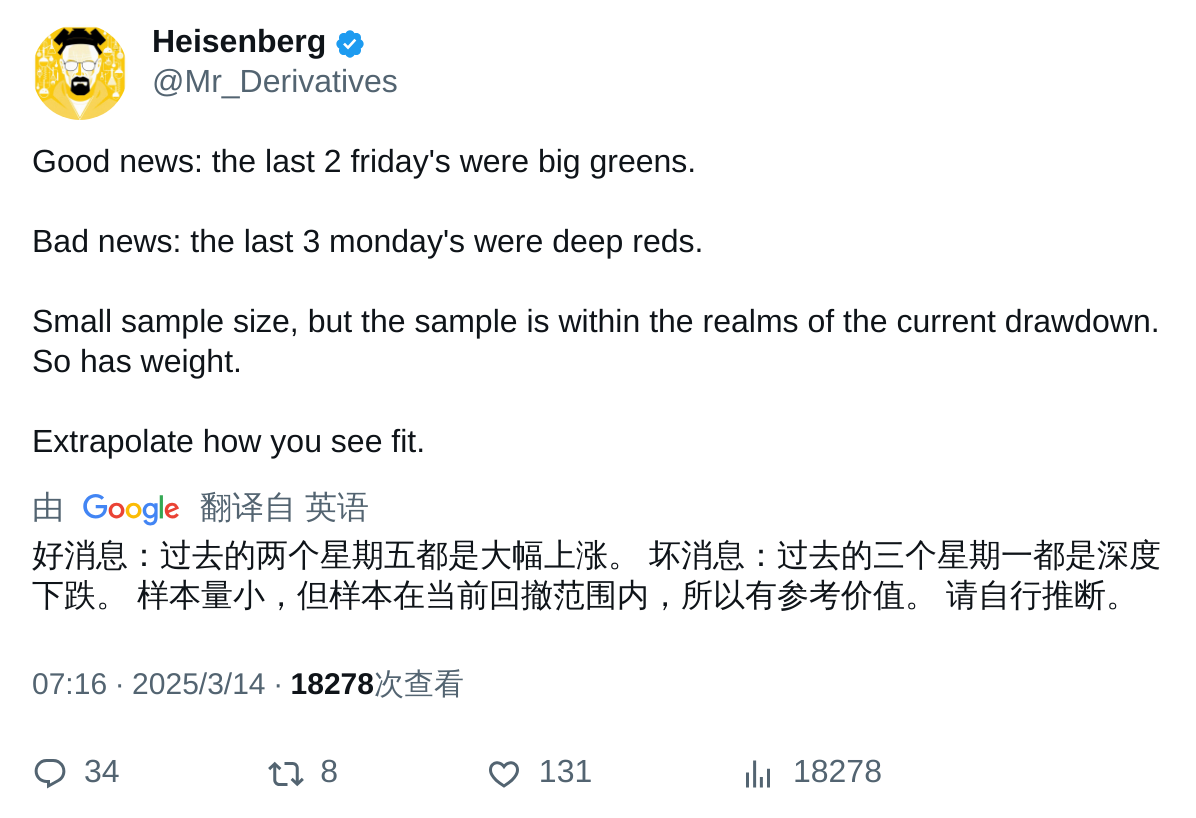 Heisenberg
@Mr_Derivatives
Good news: the last 2 friday's were big greens.
Bad news: the last 3 monday's were deep reds.
Small sample size, but the sample is within the realms of the current drawdown.
So has weight.
Extrapolate how you see fit.
由 Google 翻译自 英语
好消息：过去的两个星期五都是大幅上涨。 坏消息：过去的三个星期一都是深度
下跌。 样本量小，但样本在当前回撤范围内，所以有参考价值。 请自行推断。
07:16 · 2025/3/14 · 18278次查看
34 8 131 18278